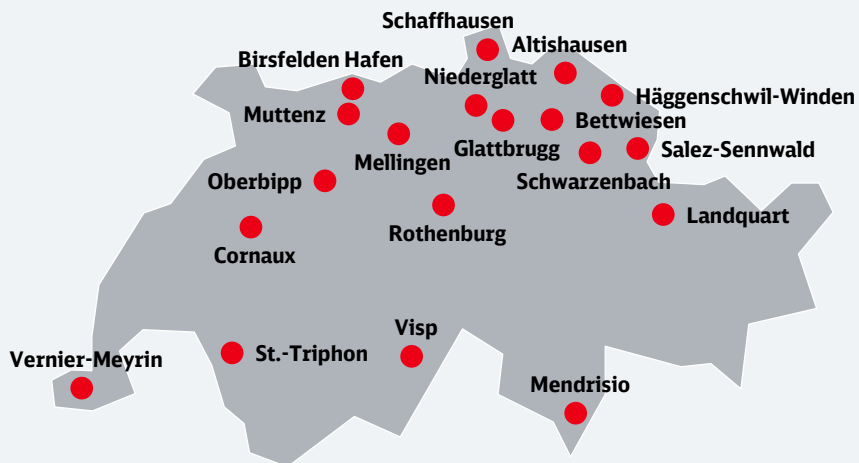 Schaffhausen
Altishausen
Birsfelden Hafen
Niederglatt
Häggenschwil-Winden
Muttenz
Bettwiesen
Mellingen
Glattbrugg
Salez-Sennwald
Oberbipp
Schwarzenbach
Landquart
Rothenburg
Cornaux
Visp
St.-Triphon
Vernier-Meyrin
Mendrisio